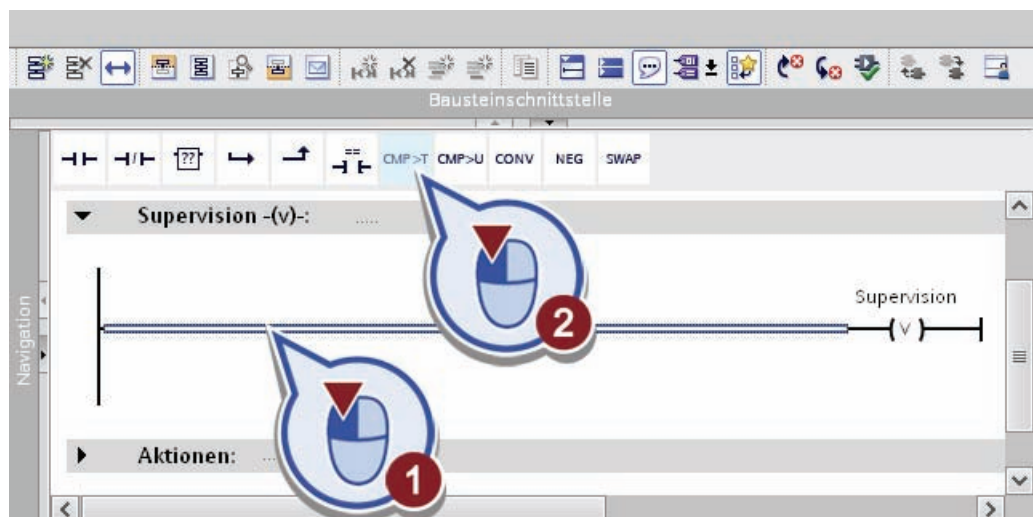 Bausteinschnittstelle
?? == CMP>T CMP>U CONV NEG SWAP
Supervision -(v)-: .....
Navigation
Supervision
( v )
2
1
Aktionen: ...